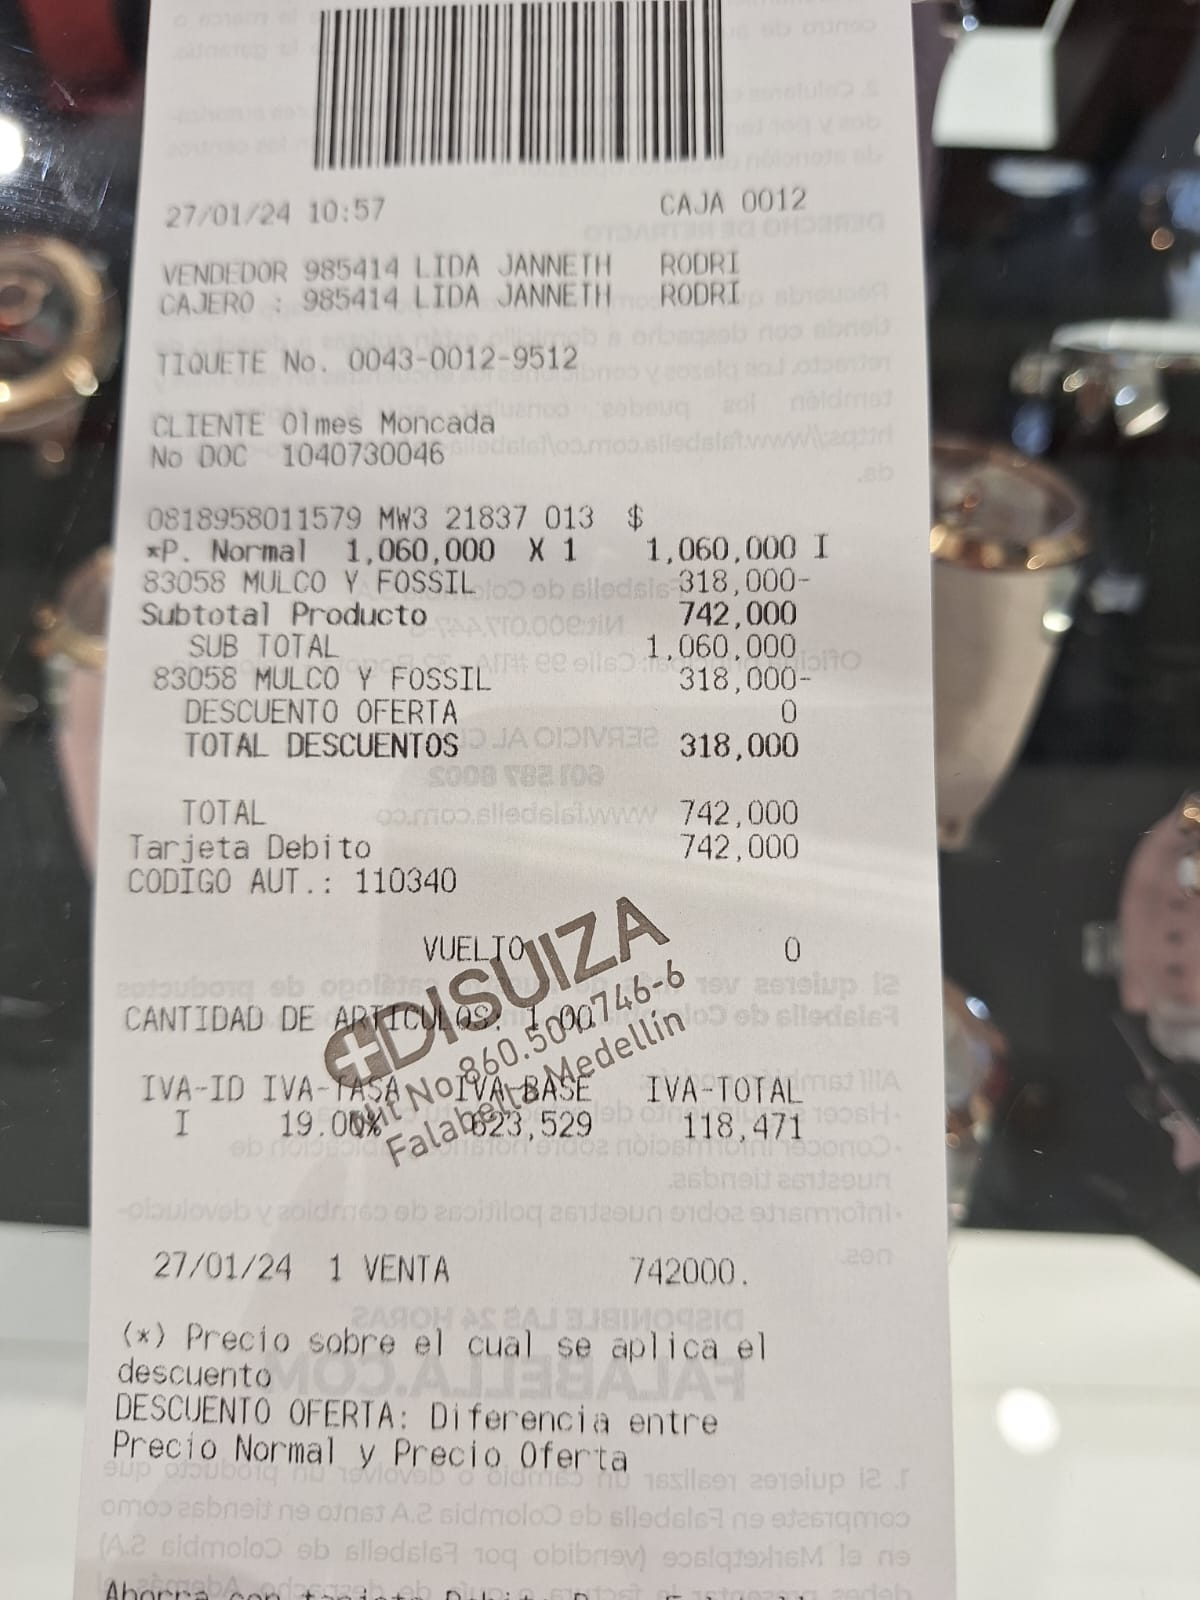 27/01/24 10:57 CAJA 0012
VENDEDOR 985414 LIDA JANNETH RODRI
CAJERO : 985414 LIDA JANNETH RODRI
TIQUETE No. 0043-0012-9512
CLIENTE Olmes Moncada
No DOC 1040730046
0818958011579 MW3 21837 013 $
*P. Normal 1,060,000 X 1 1,060,000 I
83058 MULCO Y FOSSIL 318,000-
Subtotal Producto 742,000
SUB TOTAL 1,060,000
83058 MULCO Y FOSSIL 318,000-
DESCUENTO OFERTA 0
TOTAL DESCUENTOS 318,000
TOTAL 742,000
Tarjeta Debito 742,000
CODIGO AUT.: 110340
VUELTO 0
CANTIDAD DE ARTICULOS: 1.00
IVA-ID IVA-TASA IVA-BASE IVA-TOTAL
I 19.00% 623,529 118,471
DISUIZA
Nit No 860.500.746-6
Falabella Medellín
27/01/24 1 VENTA 742000.
(*) Precio sobre el cual se aplica el
descuento
DESCUENTO OFERTA: Diferencia entre
Precio Normal y Precio Oferta